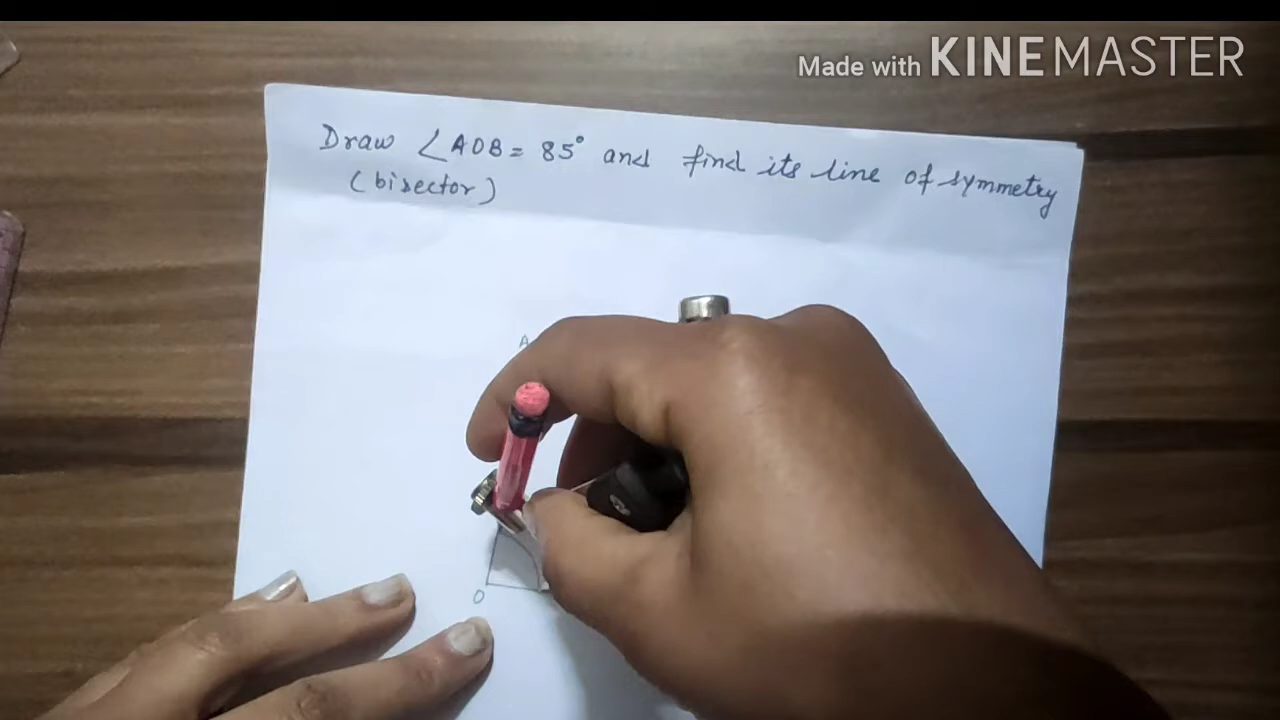 Made with KINEMASTER
Draw ∠AOB = 85° and find its line of symmetry
(bisector)
A
O